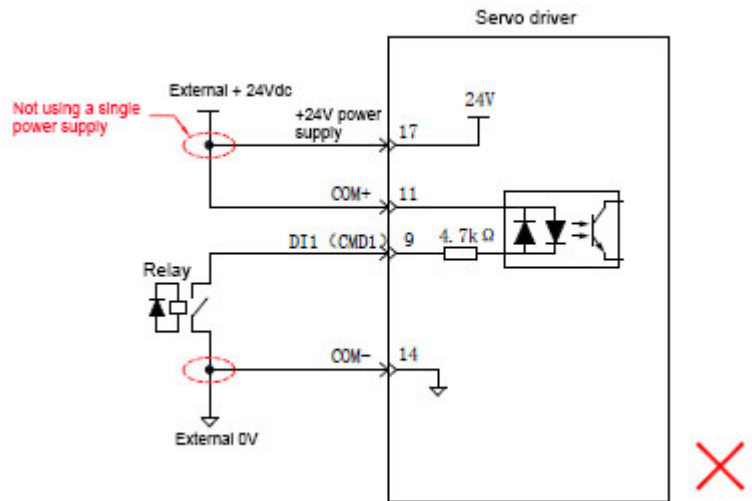 Servo driver
External + 24Vdc
Not using a single
power supply
+24V power
supply
17
24V
COM+
11
DI1 (CMD1)
9
4.7kΩ
Relay
COM-
14
External 0V